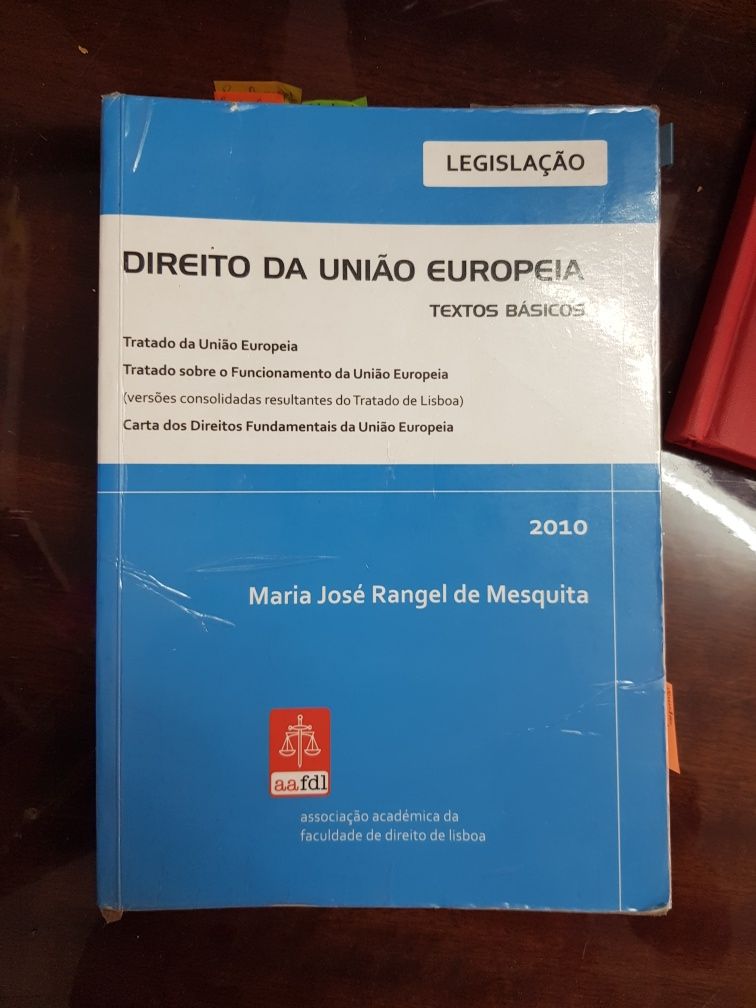 LEGISLAÇÃO
DIREITO DA UNIÃO EUROPEIA
TEXTOS BÁSICOS
Tratado da União Europeia
Tratado sobre o Funcionamento da União Europeia
(versões consolidadas resultantes do Tratado de Lisboa)
Carta dos Direitos Fundamentais da União Europeia
2010
Maria José Rangel de Mesquita
aafdl
associação académica da
faculdade de direito de lisboa